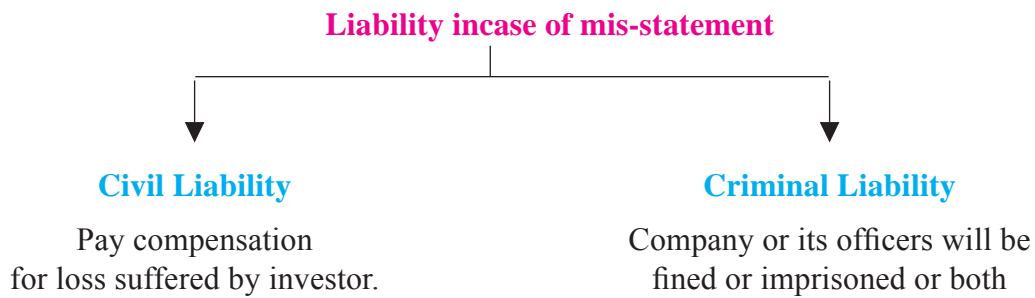 Liability incase of mis-statement
Civil Liability
Pay compensation
for loss suffered by investor.
Criminal Liability
Company or its officers will be
fined or imprisoned or both